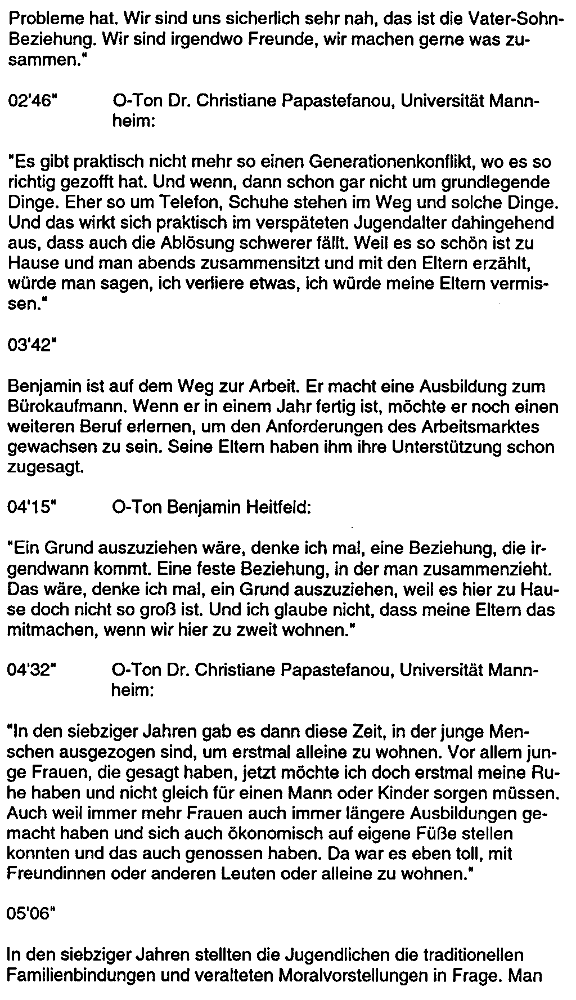 Probleme hat. Wir sind uns sicherlich sehr nah, das ist die Vater-Sohn-
Beziehung. Wir sind irgendwo Freunde, wir machen gerne was zu-
sammen."
02'46" O-Ton Dr. Christiane Papastefanou, Universität Mann-
heim:
"Es gibt praktisch nicht mehr so einen Generationenkonflikt, wo es so
richtig gezofft hat. Und wenn, dann schon gar nicht um grundlegende
Dinge. Eher so um Telefon, Schuhe stehen im Weg und solche Dinge.
Und das wirkt sich praktisch im verspäteten Jugendalter dahingehend
aus, dass auch die Ablösung schwerer fällt. Weil es so schön ist zu
Hause und man abends zusammensitzt und mit den Eltern erzählt,
würde man sagen, ich verliere etwas, ich würde meine Eltern vermis-
sen."
03'42"
Benjamin ist auf dem Weg zur Arbeit. Er macht eine Ausbildung zum
Bürokaufmann. Wenn er in einem Jahr fertig ist, möchte er noch einen
weiteren Beruf erlernen, um den Anforderungen des Arbeitsmarktes
gewachsen zu sein. Seine Eltern haben ihm ihre Unterstützung schon
zugesagt.
04'15" O-Ton Benjamin Heitfeld:
"Ein Grund auszuziehen wäre, denke ich mal, eine Beziehung, die ir-
gendwann kommt. Eine feste Beziehung, in der man zusammenzieht.
Das wäre, denke ich mal, ein Grund auszuziehen, weil es hier zu Hau-
se doch nicht so groß ist. Und ich glaube nicht, dass meine Eltern das
mitmachen, wenn wir hier zu zweit wohnen."
04'32" O-Ton Dr. Christiane Papastefanou, Universität Mann-
heim:
"In den siebziger Jahren gab es dann diese Zeit, in der junge Men-
schen ausgezogen sind, um erstmal alleine zu wohnen. Vor allem jun-
ge Frauen, die gesagt haben, jetzt möchte ich doch erstmal meine Ru-
he haben und nicht gleich für einen Mann oder Kinder sorgen müssen.
Auch weil immer mehr Frauen auch immer längere Ausbildungen ge-
macht haben und sich auch ökonomisch auf eigene Füße stellen
konnten und das auch genossen haben. Da war es eben toll, mit
Freundinnen oder anderen Leuten oder alleine zu wohnen."
05'06"
In den siebziger Jahren stellten die Jugendlichen die traditionellen
Familienbindungen und veralteten Moralvorstellungen in Frage. Man